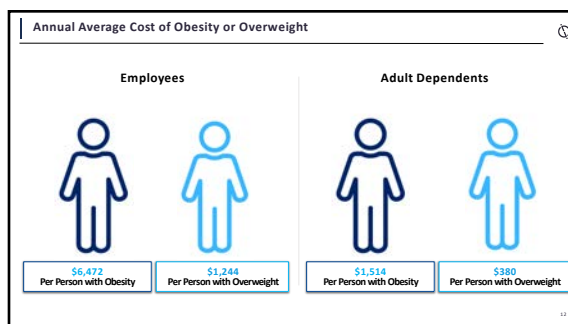 Annual Average Cost of Obesity or Overweight
Employees
Adult Dependents
$6,472
Per Person with Obesity
$1,244
Per Person with Overweight
$1,514
Per Person with Obesity
$380
Per Person with Overweight
12